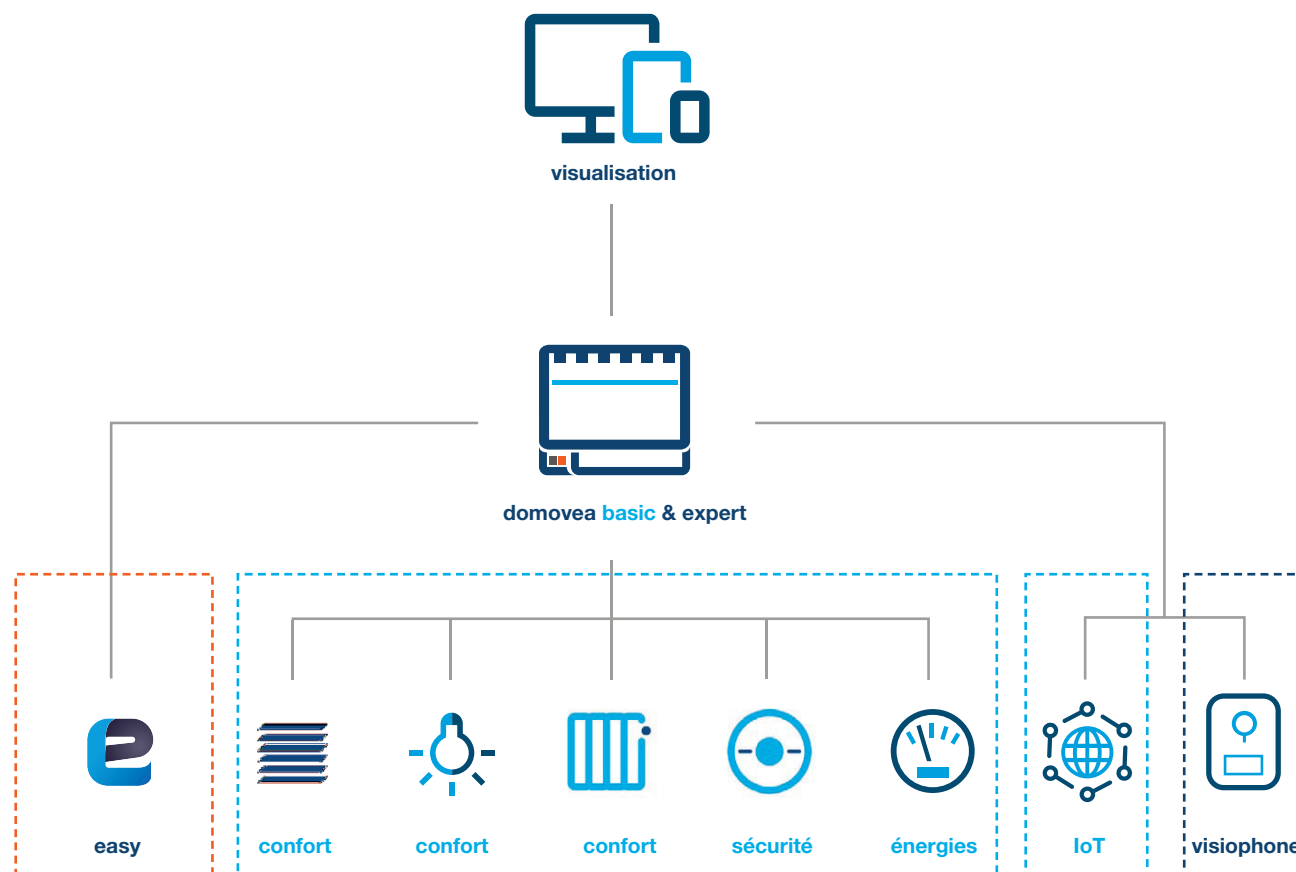 visualisation
domovea basic & expert
easy
confort
confort
confort
sécurité
énergies
IoT
visiophone